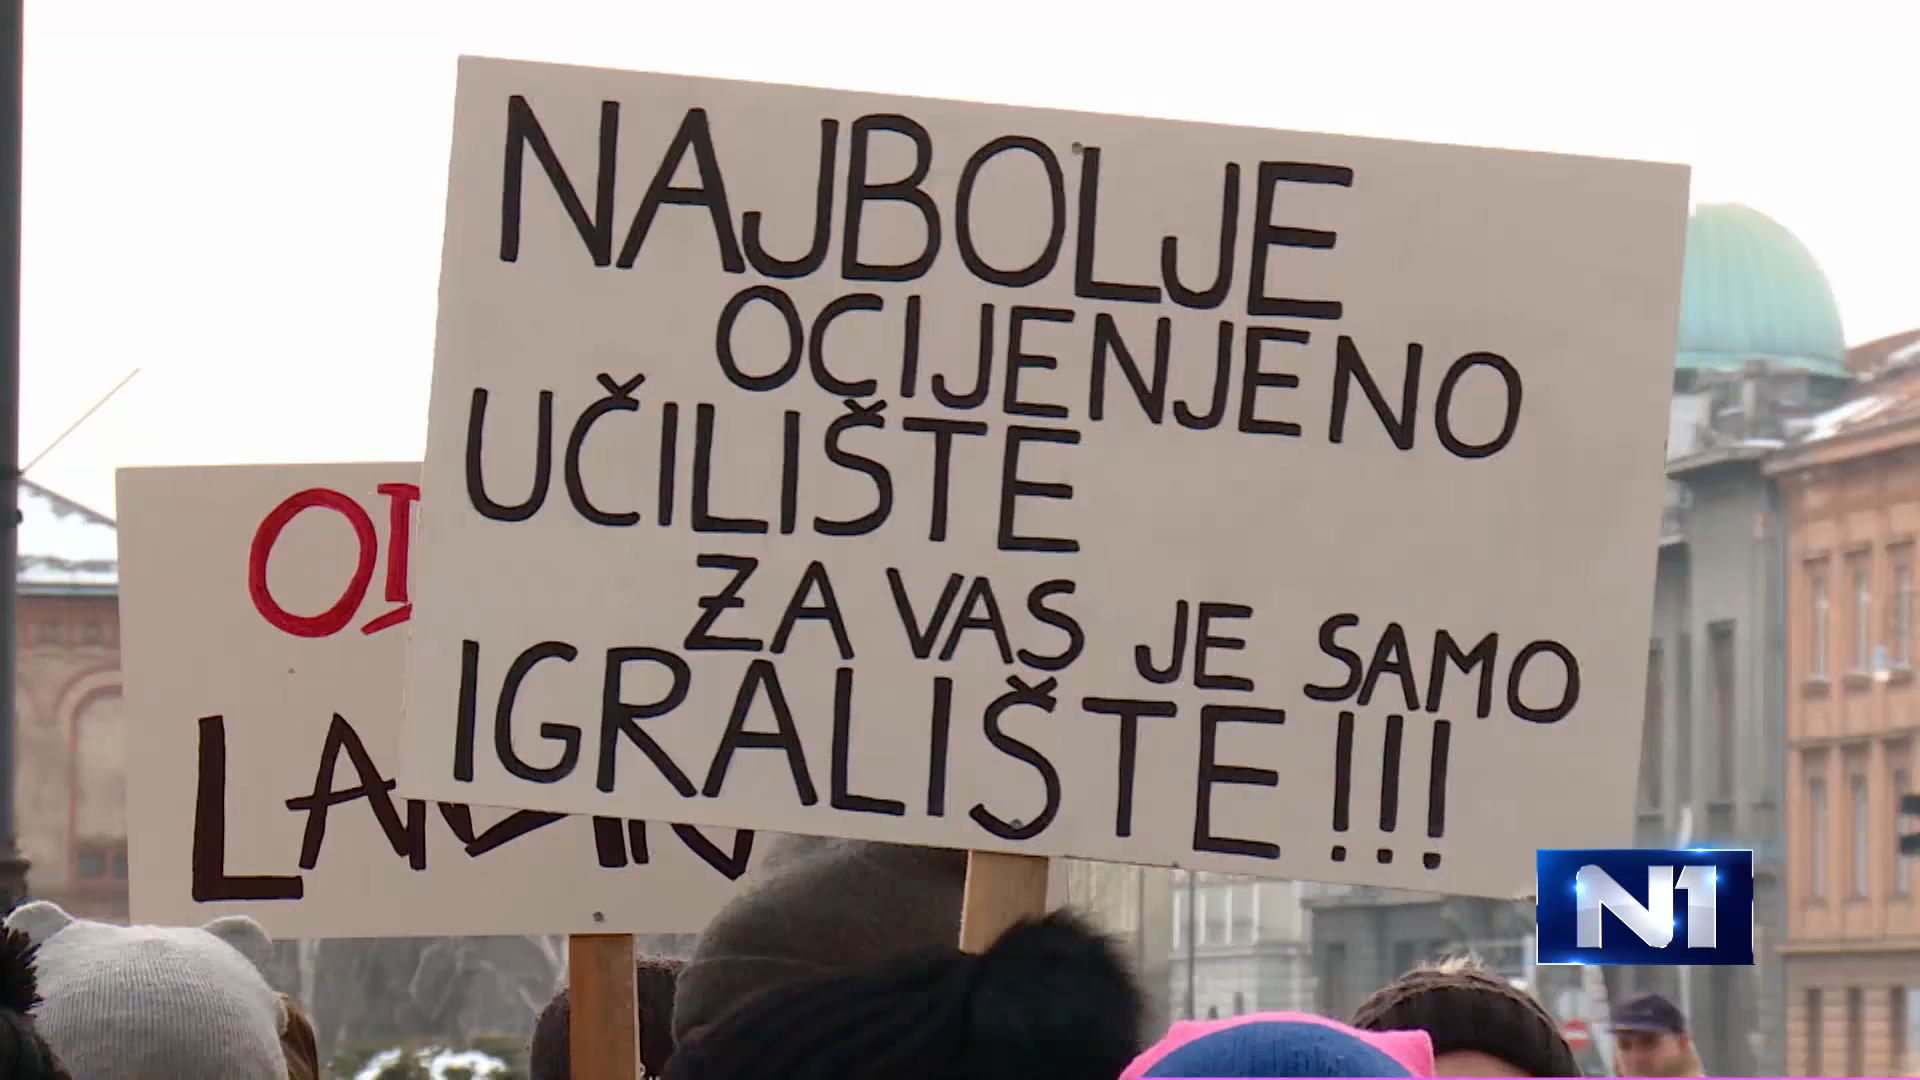 NAJBOLJE
OCIJENJENO
UČILIŠTE
ZA VAS JE SAMO
IGRALIŠTE!!!
N1